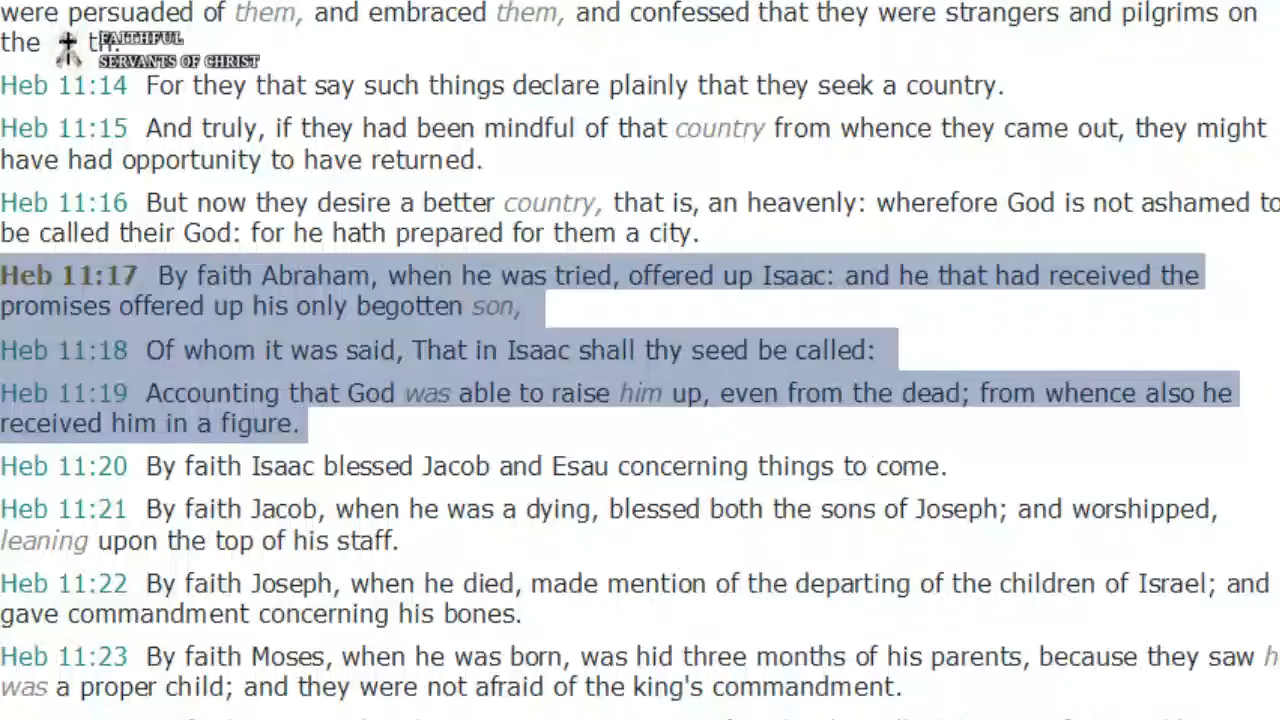 were persuaded of them, and embraced them, and confessed that they were strangers and pilgrims on
the th.
FAITHFUL
SERVANTS OF CHRIST
Heb 11:14 For they that say such things declare plainly that they seek a country.
Heb 11:15 And truly, if they had been mindful of that country from whence they came out, they might
have had opportunity to have returned.
Heb 11:16 But now they desire a better country, that is, an heavenly: wherefore God is not ashamed to
be called their God: for he hath prepared for them a city.
Heb 11:17 By faith Abraham, when he was tried, offered up Isaac: and he that had received the
promises offered up his only begotten son,
Heb 11:18 Of whom it was said, That in Isaac shall thy seed be called:
Heb 11:19 Accounting that God was able to raise him up, even from the dead; from whence also he
received him in a figure.
Heb 11:20 By faith Isaac blessed Jacob and Esau concerning things to come.
Heb 11:21 By faith Jacob, when he was a dying, blessed both the sons of Joseph; and worshipped,
leaning upon the top of his staff.
Heb 11:22 By faith Joseph, when he died, made mention of the departing of the children of Israel; and
gave commandment concerning his bones.
Heb 11:23 By faith Moses, when he was born, was hid three months of his parents, because they saw h
was a proper child; and they were not afraid of the king's commandment.